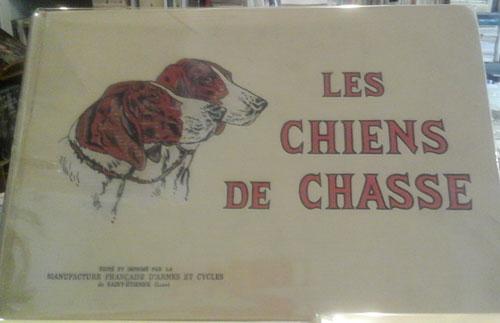 LES
CHIENS
DE CHASSE
ÉDITÉ ET IMPRIMÉ PAR LA
MANUFACTURE FRANÇAISE D'ARMES ET CYCLES
de SAINT-ÉTIENNE (Loire)